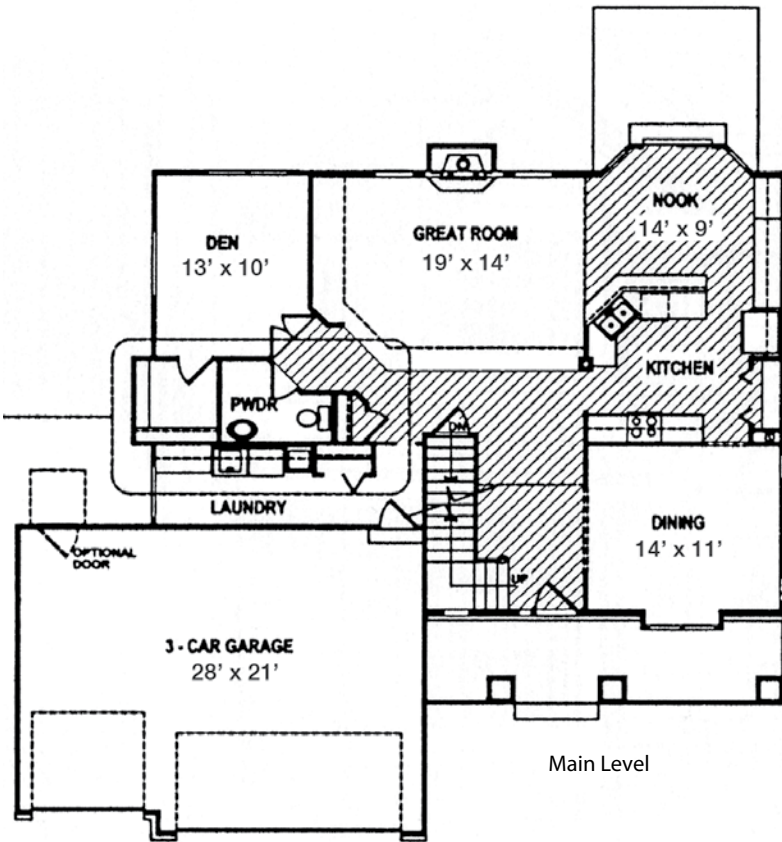 NOOK
14' x 9'
DEN
13' x 10'
GREAT ROOM
19' x 14'
KITCHEN
PWDR
DN
LAUNDRY
DINING
14' x 11'
OPTIONAL
DOOR
UP
3 - CAR GARAGE
28' x 21'
Main Level